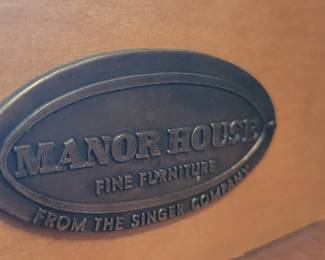 MANOR HOUSE
FINE FURNITURE
FROM THE SINGER COMPANY